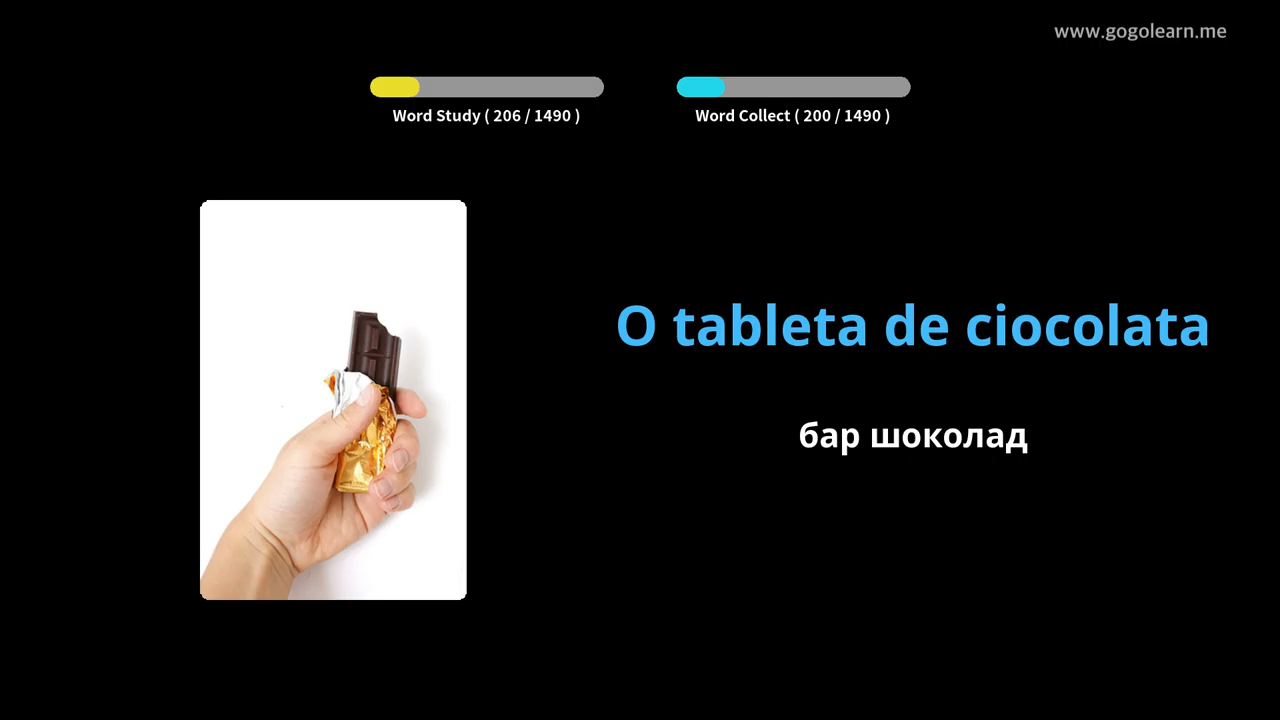 www.gogolearn.me
Word Study ( 206 / 1490 )
Word Collect ( 200 / 1490 )
O tableta de ciocolata
бар шоколад